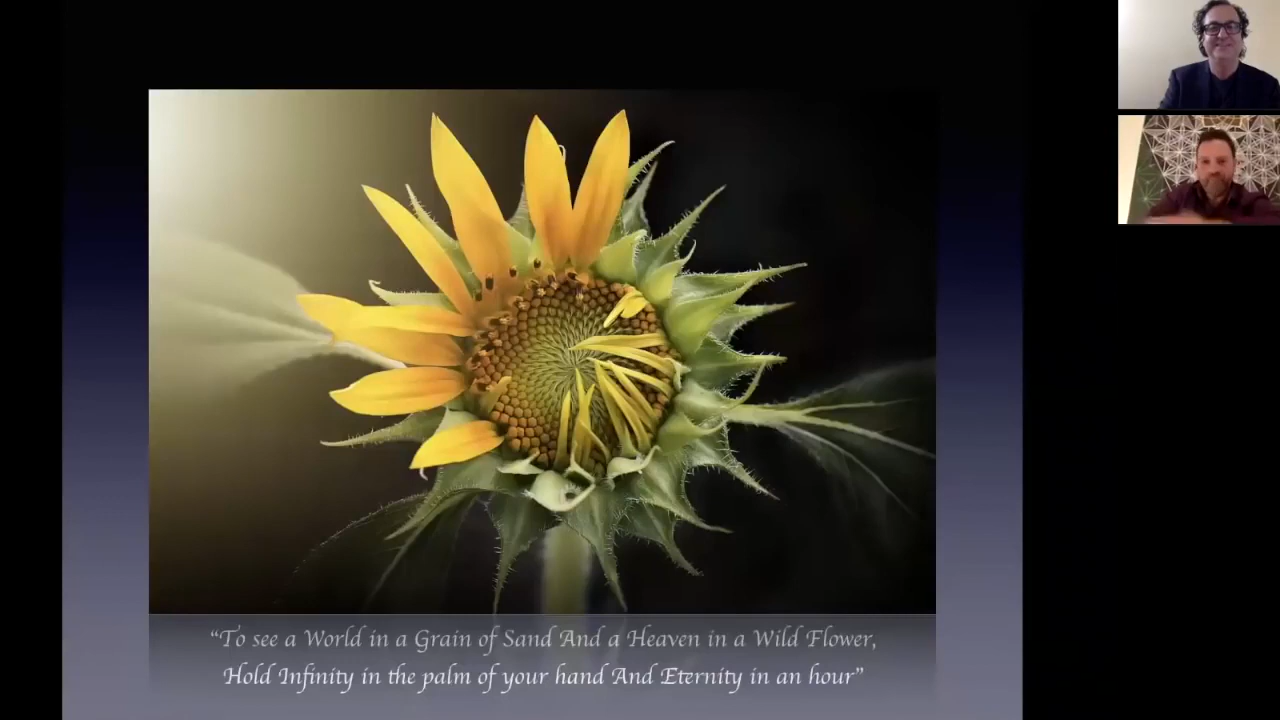 “To see a World in a Grain of Sand And a Heaven in a Wild Flower,
Hold Infinity in the palm of your hand And Eternity in an hour”